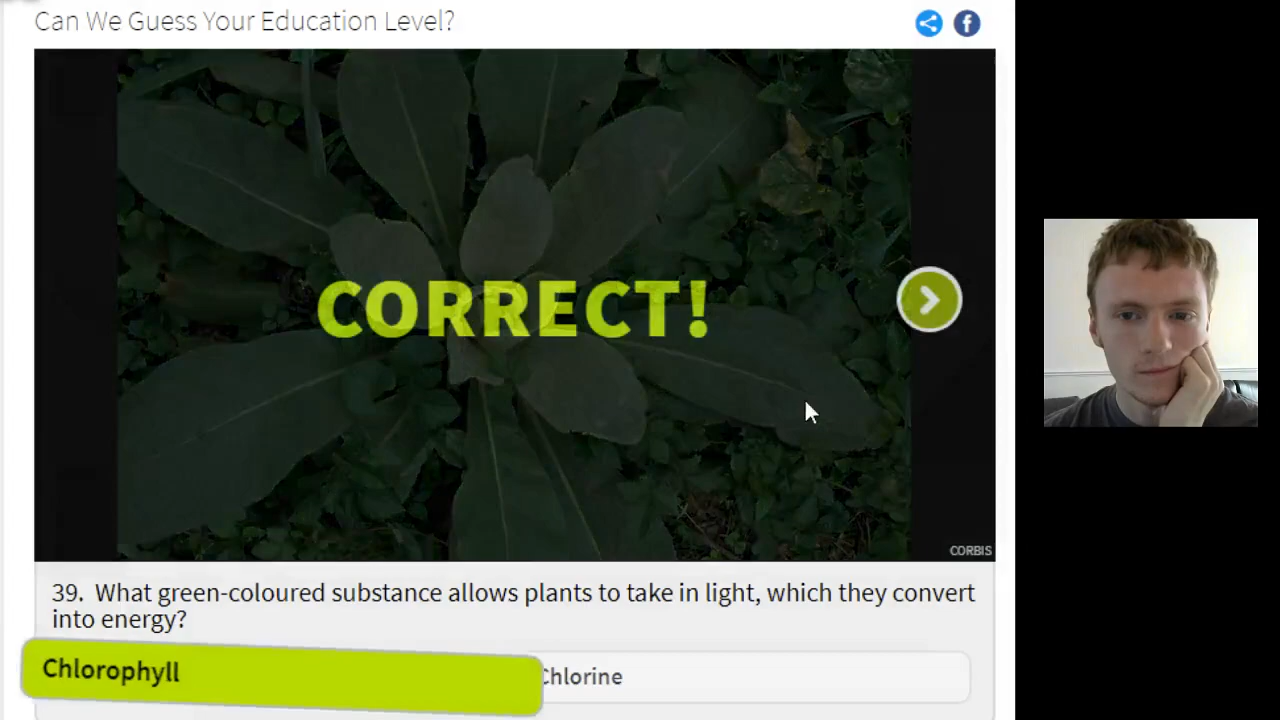 Can We Guess Your Education Level?
CORRECT!
CORBIS
39. What green-coloured substance allows plants to take in light, which they convert
into energy?
Chlorophyll
Chlorine